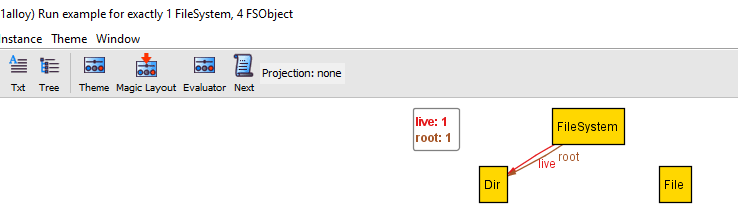 1alloy) Run example for exactly 1 FileSystem, 4 FSObject
Instance Theme Window
Txt Tree Theme Magic Layout Evaluator Next Projection: none
live: 1
root: 1
FileSystem
live root
Dir File